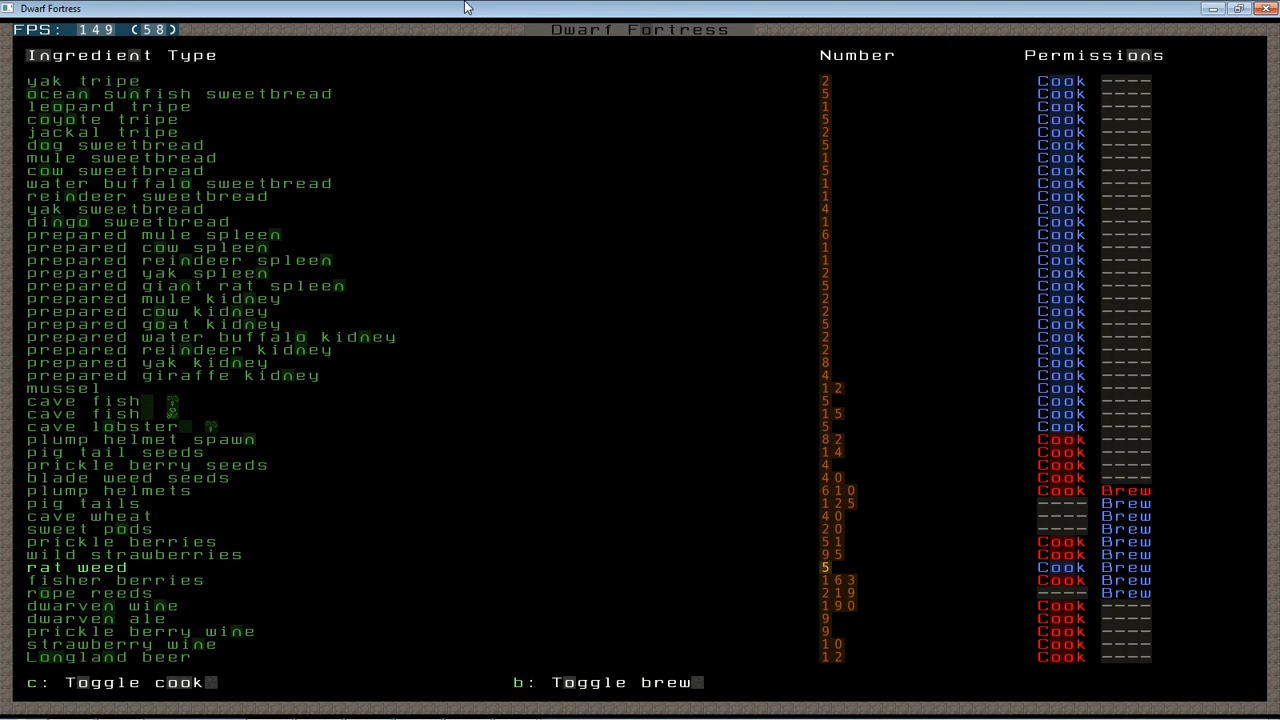 Dwarf Fortress
FPS: 149 (58) Dwarf Fortress
Ingredient Type Number Permissions
yak tripe 2 Cook ----
ocean sunfish sweetbread 5 Cook ----
leopard tripe 1 Cook ----
coyote tripe 5 Cook ----
jackal tripe 2 Cook ----
dog sweetbread 5 Cook ----
mule sweetbread 1 Cook ----
cow sweetbread 5 Cook ----
water buffalo sweetbread 1 Cook ----
reindeer sweetbread 1 Cook ----
yak sweetbread 4 Cook ----
dingo sweetbread 1 Cook ----
prepared mule spleen 6 Cook ----
prepared cow spleen 1 Cook ----
prepared reindeer spleen 1 Cook ----
prepared yak spleen 2 Cook ----
prepared giant rat spleen 5 Cook ----
prepared mule kidney 2 Cook ----
prepared cow kidney 2 Cook ----
prepared goat kidney 5 Cook ----
prepared water buffalo kidney 2 Cook ----
prepared reindeer kidney 2 Cook ----
prepared yak kidney 8 Cook ----
prepared giraffe kidney 4 Cook ----
mussel 12 Cook ----
cave fish 5 Cook ----
cave fish 15 Cook ----
cave lobster 5 Cook ----
plump helmet spawn 82 Cook ----
pig tail seeds 14 Cook ----
prickle berry seeds 4 Cook ----
blade weed seeds 40 Cook ----
plump helmets 610 Cook Brew
pig tails 125 ---- Brew
cave wheat 40 ---- Brew
sweet pods 20 ---- Brew
prickle berries 51 Cook Brew
wild strawberries 95 Cook Brew
rat weed 5 Cook Brew
fisher berries 163 Cook Brew
rope reeds 219 ---- Brew
dwarven wine 190 Cook ----
dwarven ale 9 Cook ----
prickle berry wine 9 Cook ----
strawberry wine 10 Cook ----
Longland beer 12 Cook ----
c: Toggle cook b: Toggle brew